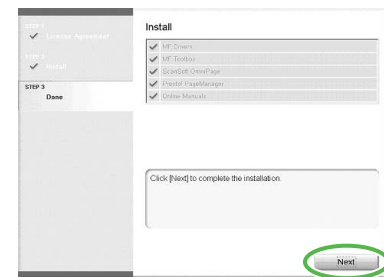 STEP 1
License Agreement
STEP 2
Install
STEP 3
Done
Install
MF Drivers
MF Toolbox
ScanSoft OmniPage
Presto! PageManager
Online Manuals
Click [Next] to complete the installation.
Next